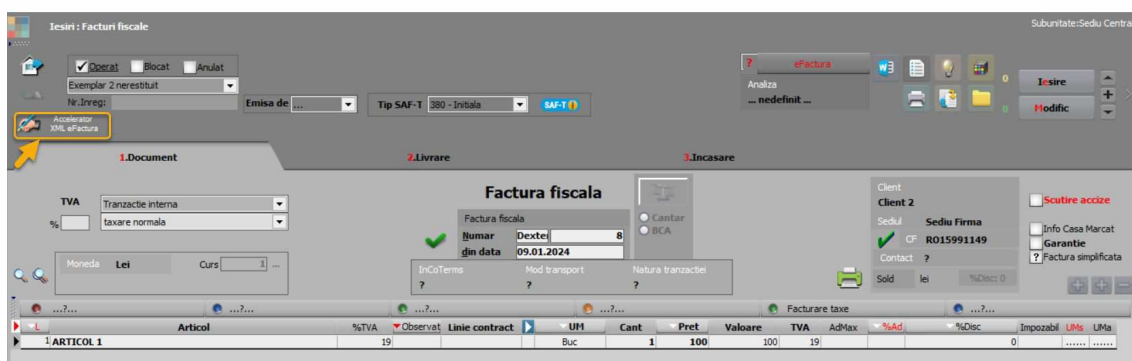 Iesiri : Facturi fiscale
Subunitate:Sediu Centra
Operat Blocat Anulat
Exemplar 2 nerestituit
Nr.Inreg:
Emisa de ...
Tip SAF-T 380 - Initiala
SAF-T
? eFactura
Analiza
... nedefinit ...
0
0
Iesire
Modific
Accelerator
XML eFactura
1.Document
2.Livrare
3.Incasare
TVA Tranzactie interna
% taxare normala
Moneda Lei Curs 1 ...
Factura fiscala
Factura fiscala
Numar Dexter 8
din data 09.01.2024
Cantar
BCA
InCoTerms Mod transport Natura tranzactiei
? ? ?
Client
Client 2
Sediul Sediu Firma
CF RO15991149
Contact ?
Sold lei %Disc: 0
Scutire accize
Info Casa Marcat
Garantie
? Factura simplificata
...?... ...?... ...?... ...?... Facturare taxe ...?...
L Articol %TVA Observat Linie contract UM Cant Pret Valoare TVA AdMax %Ad %Disc Impozabil UMs UMa
1 ARTICOL 1 19 Buc 1 100 100 19 0 ...... ......